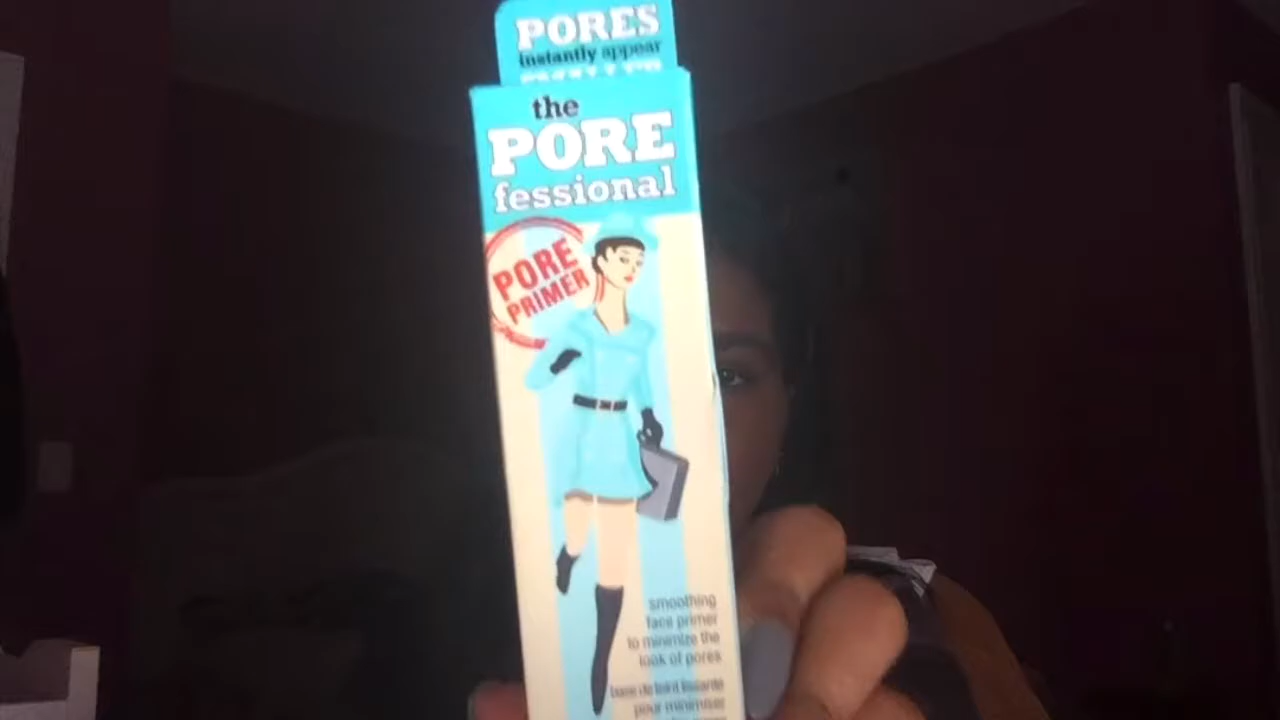 PORES
instantly appear
the
PORE
fessional
PORE
PRIMER
smoothing
face primer
to minimize the
look of pores
base de teint lissante
pour minimiser